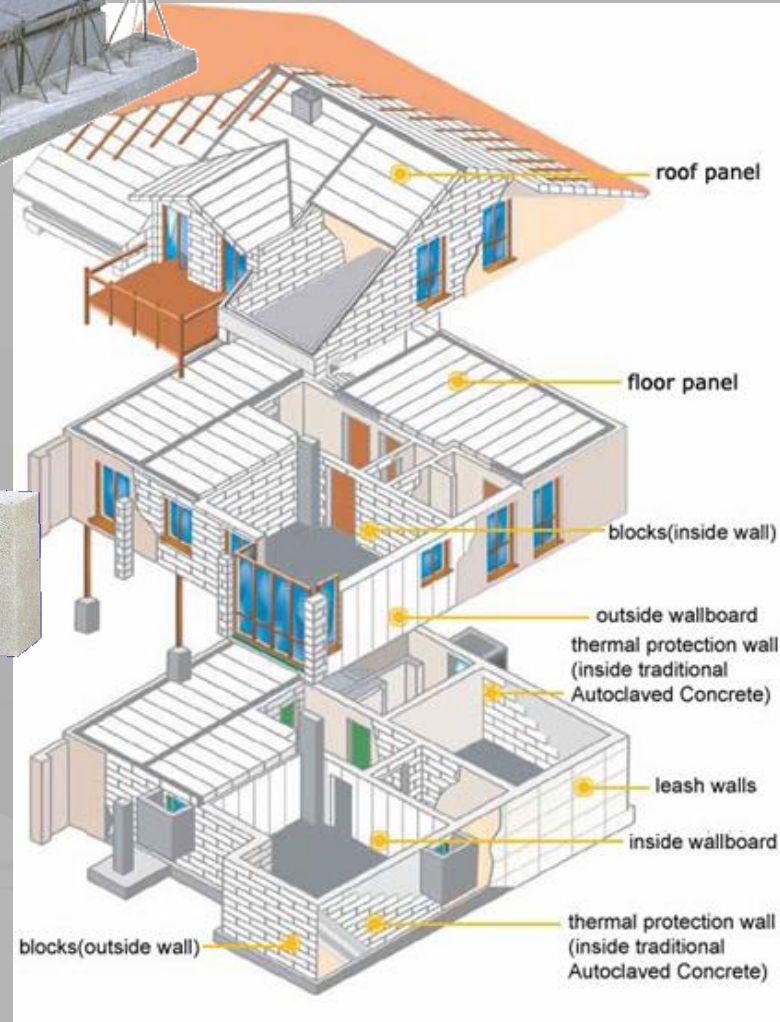 roof panel
floor panel
blocks(inside wall)
outside wallboard
thermal protection wall
(inside traditional
Autoclaved Concrete)
leash walls
inside wallboard
blocks(outside wall)
thermal protection wall
(inside traditional
Autoclaved Concrete)